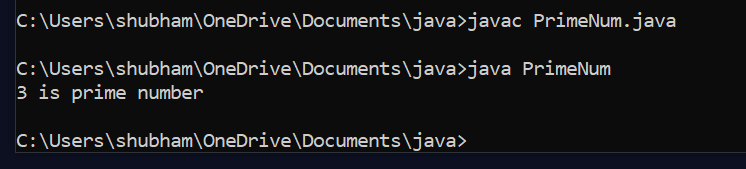 C:\Users\shubham\OneDrive\Documents\java>javac PrimeNum.java
C:\Users\shubham\OneDrive\Documents\java>java PrimeNum
3 is prime number
C:\Users\shubham\OneDrive\Documents\java>